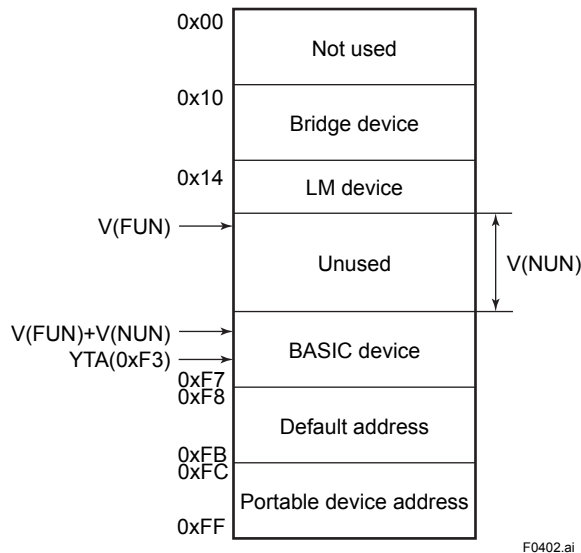 0x00
Not used
0x10
Bridge device
0x14
LM device
V(FUN)
Unused
V(NUN)
V(FUN)+V(NUN)
BASIC device
YTA(0xF3)
0xF7
0xF8
Default address
0xFB
0xFC
Portable device address
0xFF
F0402.ai